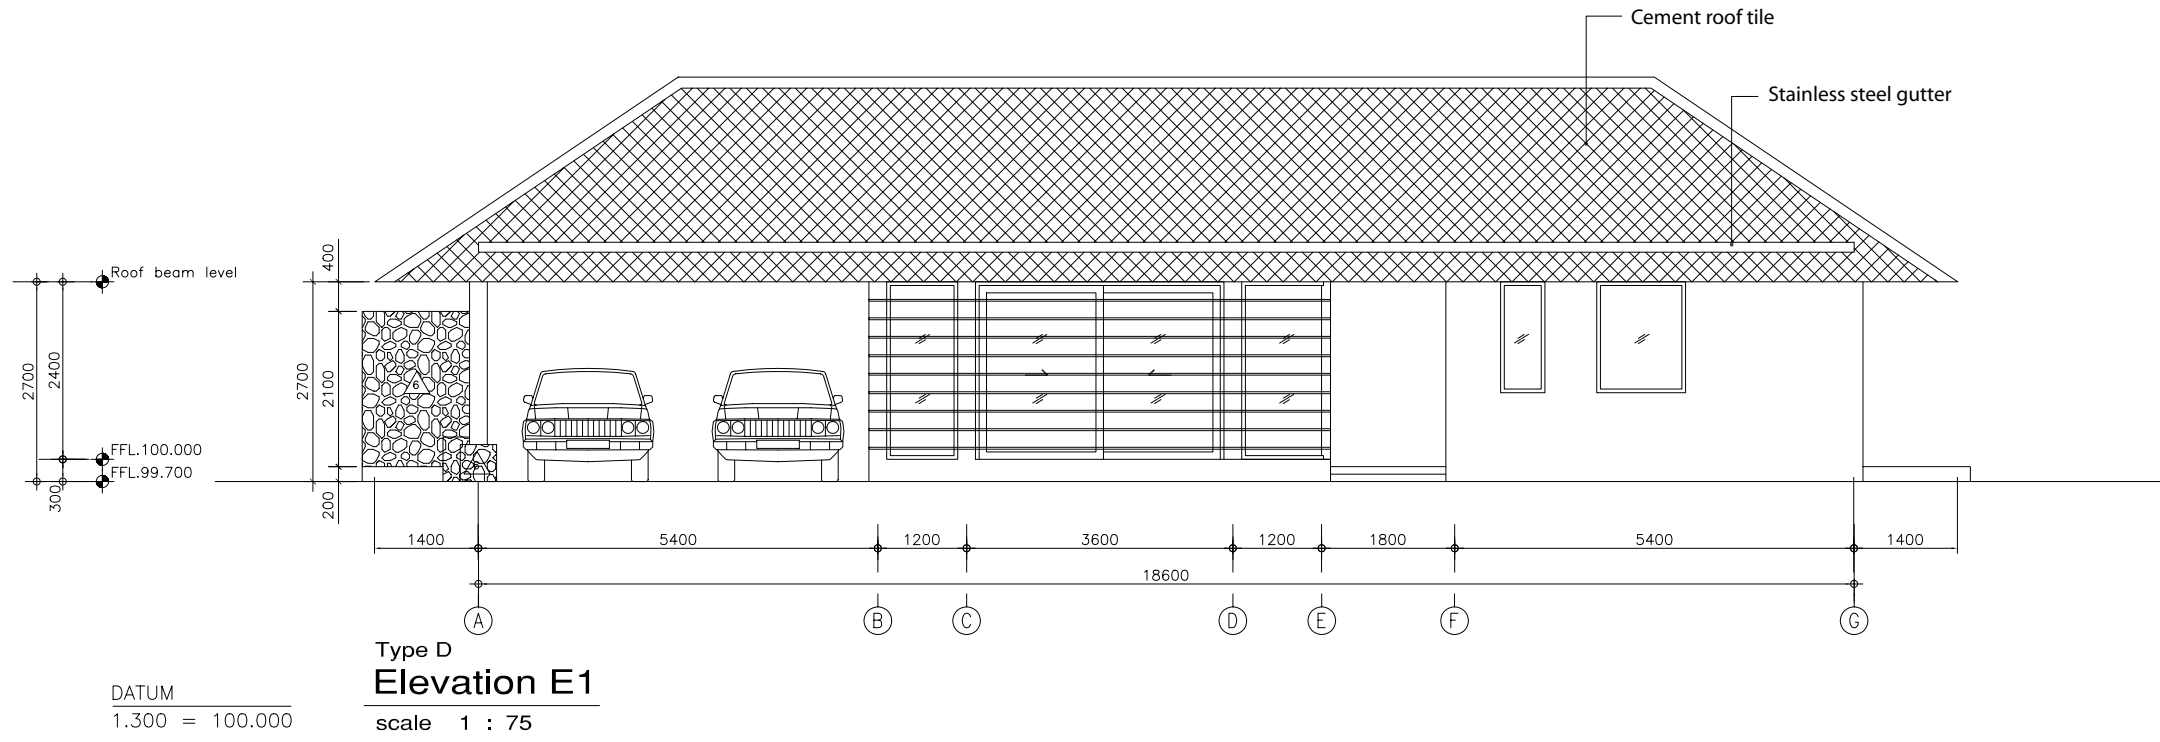 Cement roof tile
Stainless steel gutter
400
Roof beam level
2700
2400
2700
2100
6
FFL.100.000
FFL.99.700
300
200
1400 5400 1200 3600 1200 1800 5400 1400
18600
A B C D E F G
Type D
Elevation E1
DATUM
1.300 = 100.000
scale 1 : 75